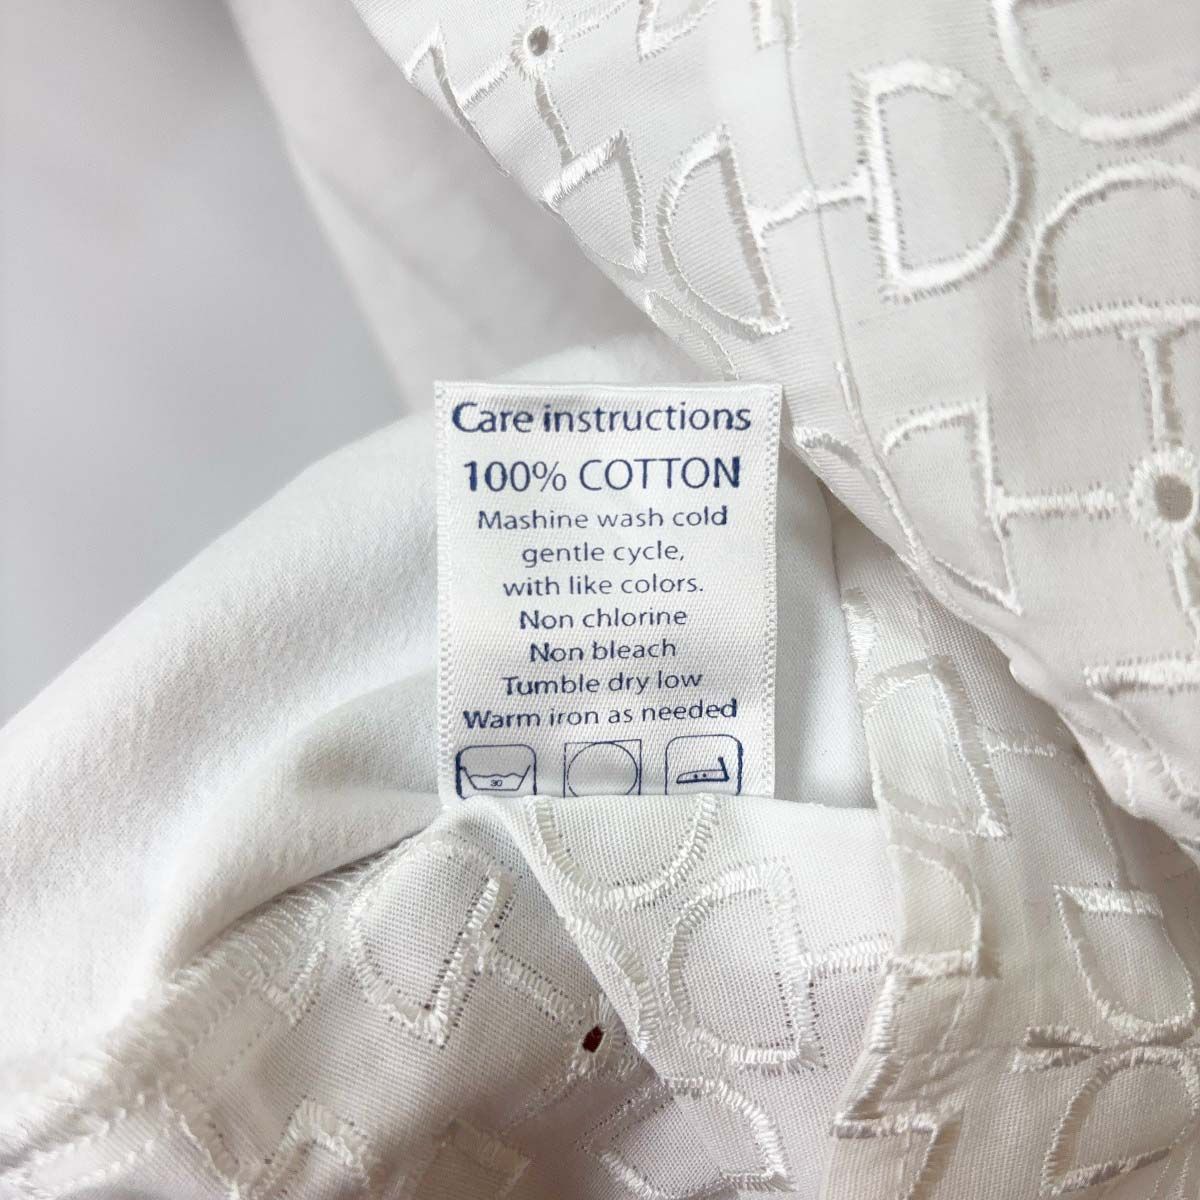 Care instructions
100% COTTON
Mashine wash cold
gentle cycle,
with like colors.
Non chlorine
Non bleach
Tumble dry low
Warm iron as needed
30